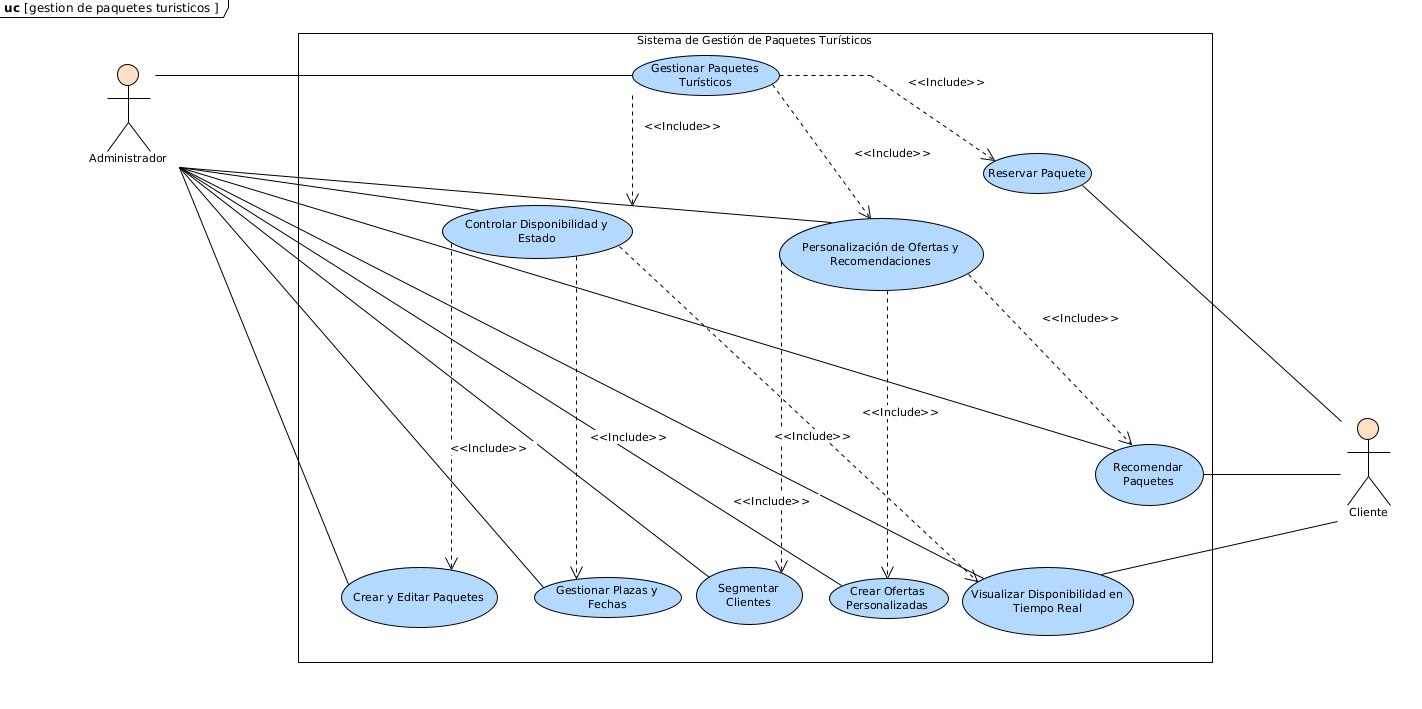 uc [gestion de paquetes turisticos ]
Sistema de Gestión de Paquetes Turísticos
Gestionar Paquetes
Turísticos
<<Include>>
<<Include>>
<<Include>>
Administrador
Reservar Paquete
Controlar Disponibilidad y
Estado
Personalización de Ofertas y
Recomendaciones
<<Include>>
<<Include>>
<<Include>>
<<Include>>
<<Include>>
<<Include>>
Recomendar
Paquetes
Cliente
Crear y Editar Paquetes
Gestionar Plazas y
Fechas
Segmentar
Clientes
Crear Ofertas
Personalizadas
Visualizar Disponibilidad en
Tiempo Real